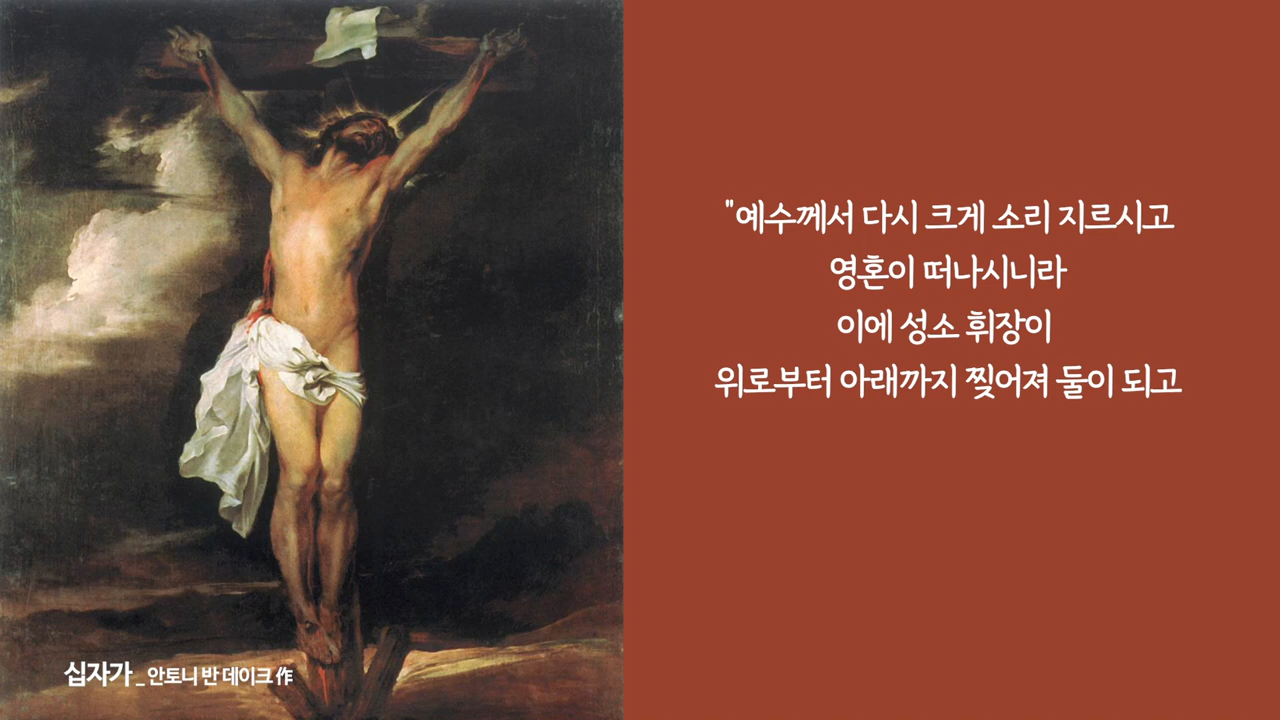 "예수께서 다시 크게 소리 지르시고
영혼이 떠나시니라
이에 성소 휘장이
위로부터 아래까지 찢어져 둘이 되고
십자가 _ 안토니 반 데이크 作